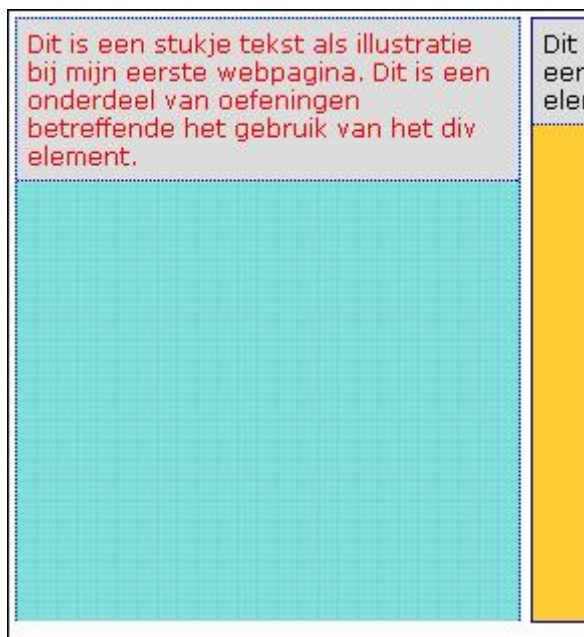 Dit is een stukje tekst als illustratie
bij mijn eerste webpagina. Dit is een
onderdeel van oefeningen
betreffende het gebruik van het div
element.
Dit